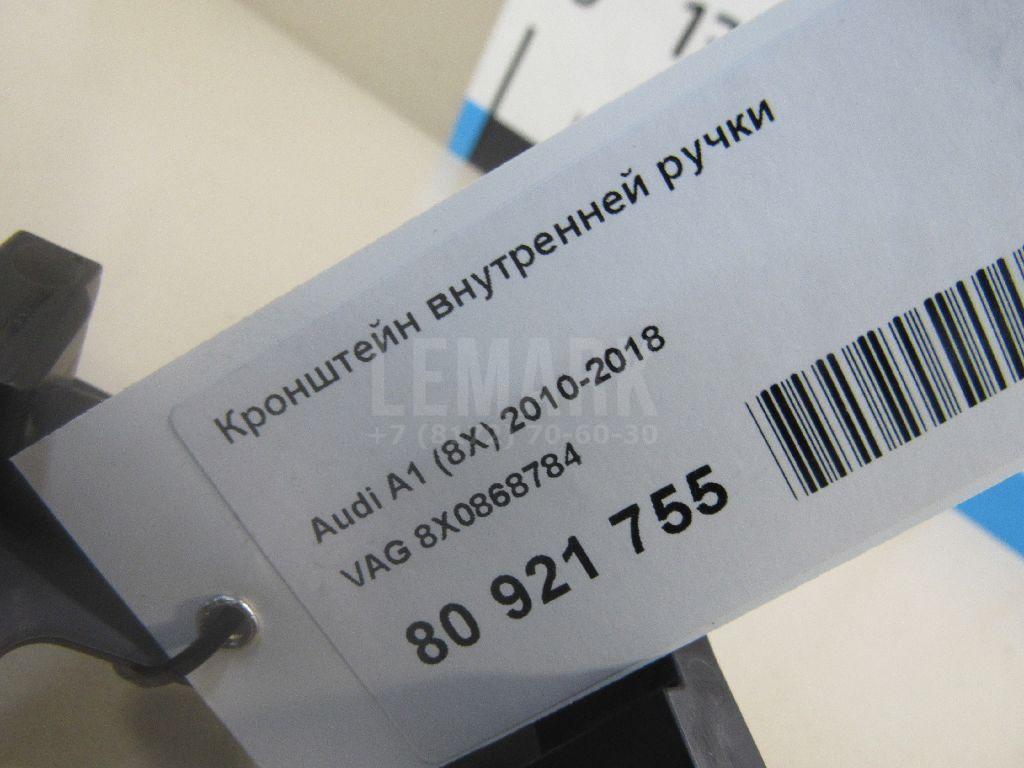 Кронштейн внутренней ручки
LEMARK
Audi A1 (8X) 2010-2018
VAG 8X0868784
80 921 755